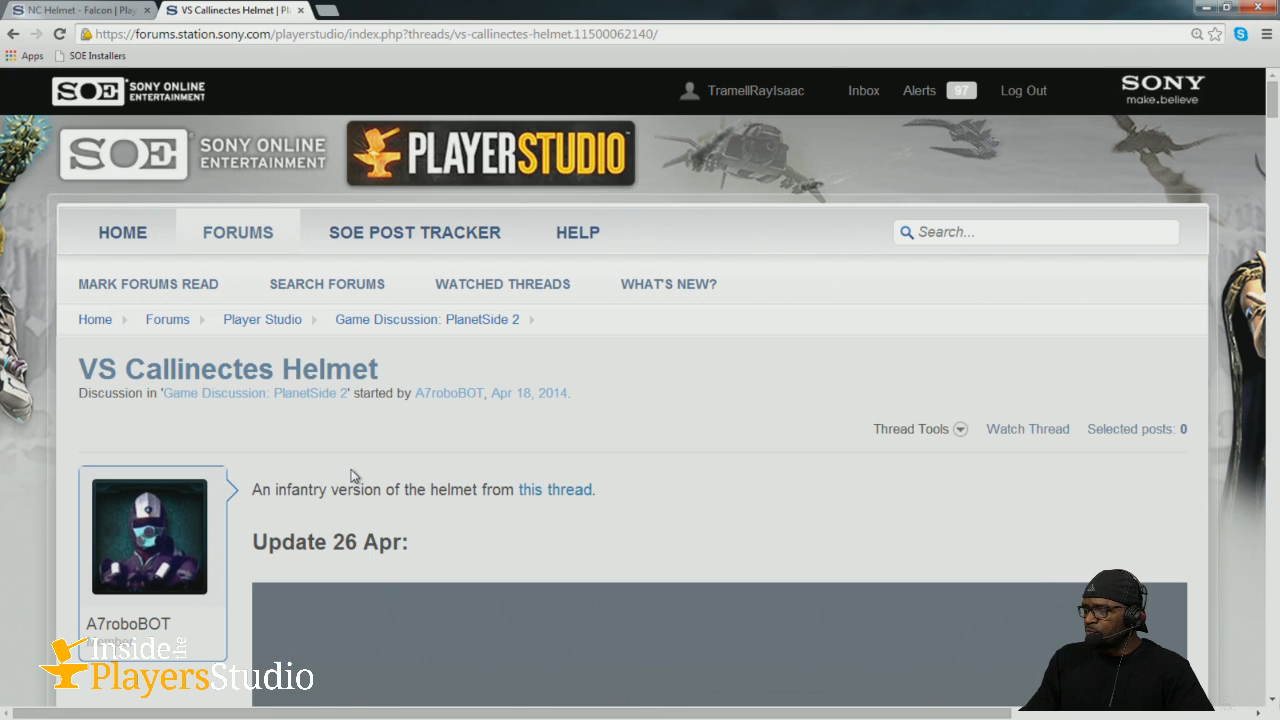 NC Helmet - Falcon | Play
VS Callinectes Helmet | Pl
https://forums.station.sony.com/playerstudio/index.php?threads/vs-callinectes-helmet.11500062140/
Apps SOE Installers
SOE SONY ONLINE ENTERTAINMENT
TramellRayIsaac Inbox Alerts 97 Log Out
SONY
make.believe
SOE SONY ONLINE ENTERTAINMENT
PLAYERSTUDIO
HOME FORUMS SOE POST TRACKER HELP
Search...
MARK FORUMS READ SEARCH FORUMS WATCHED THREADS WHAT'S NEW?
Home Forums Player Studio Game Discussion: PlanetSide 2
VS Callinectes Helmet
Discussion in 'Game Discussion: PlanetSide 2' started by A7roboBOT, Apr 18, 2014.
Thread Tools Watch Thread Selected posts: 0
An infantry version of the helmet from this thread.
Update 26 Apr:
A7roboBOT
Member
Inside the
PlayersStudio